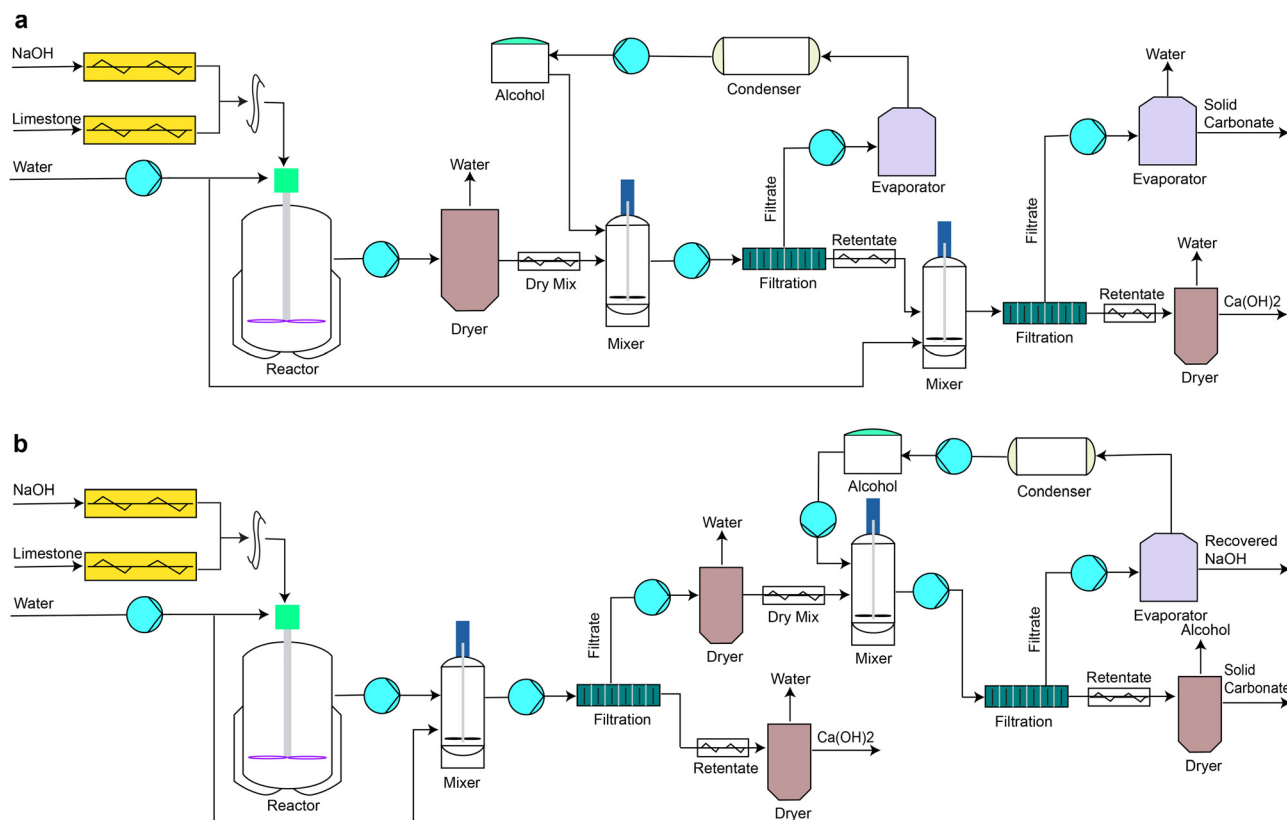 a
NaOH
Limestone
Water
Reactor
Water
Dryer
Dry Mix
Alcohol
Mixer
Condenser
Filtrate
Evaporator
Filtration
Retentate
Mixer
Filtrate
Water
Solid
Carbonate
Evaporator
Filtration
Retentate
Water
Ca(OH)2
Dryer
b
NaOH
Limestone
Water
Reactor
Mixer
Filtrate
Filtration
Retentate
Water
Ca(OH)2
Dryer
Water
Dryer
Dry Mix
Alcohol
Mixer
Condenser
Filtrate
Recovered
NaOH
Evaporator
Filtration
Retentate
Alcohol
Solid
Carbonate
Dryer